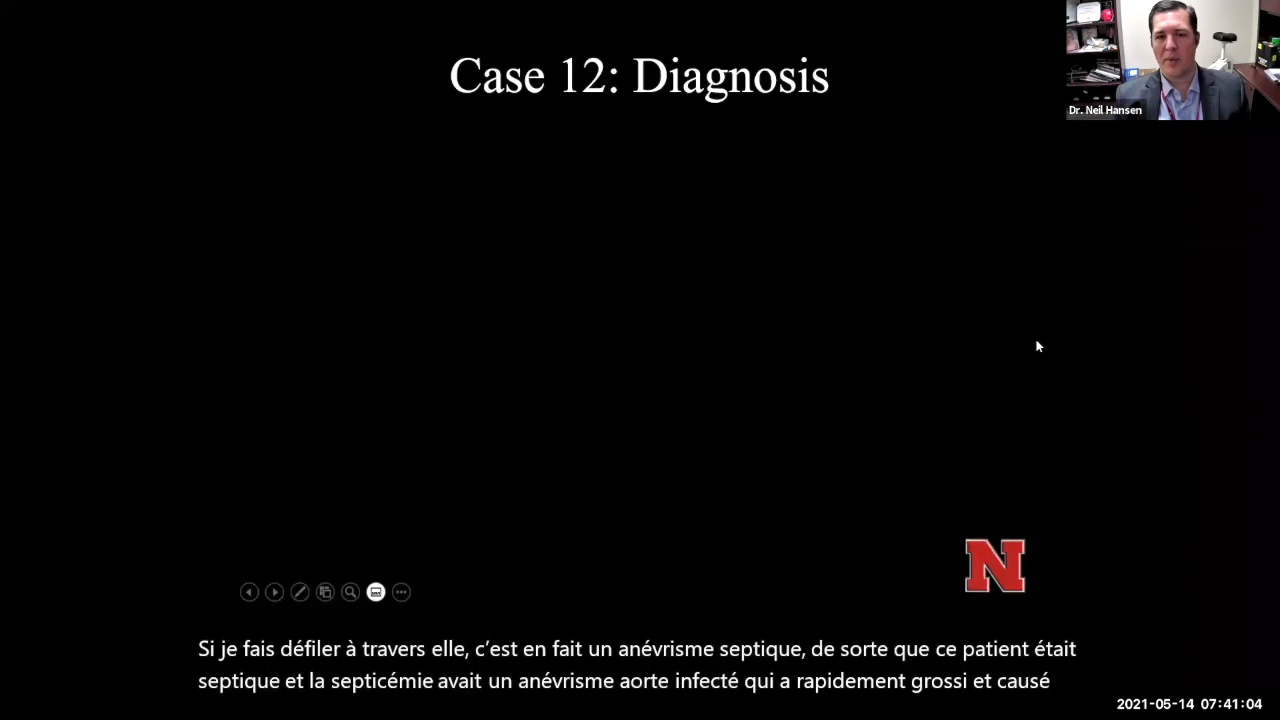 Case 12: Diagnosis
Dr. Neil Hansen
N
Si je fais défiler à travers elle, c’est en fait un anévrisme septique, de sorte que ce patient était
septique et la septicémie avait un anévrisme aorte infecté qui a rapidement grossi et causé
2021-05-14 07:41:04